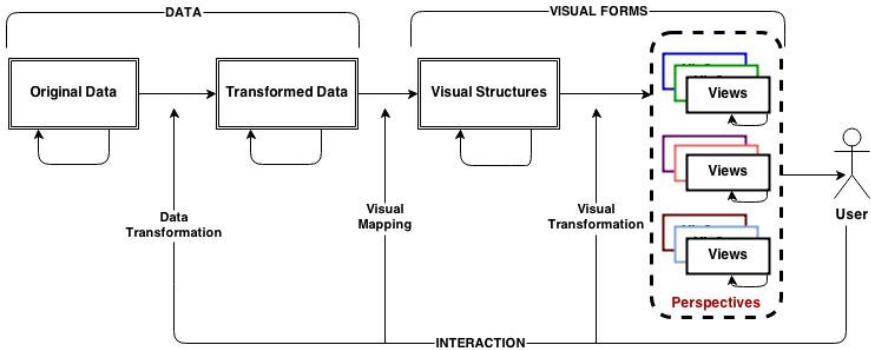 DATA
VISUAL FORMS
Original Data
Transformed Data
Visual Structures
Views
Views
Views
Data
Transformation
Visual
Mapping
Visual
Transformation
User
Perspectives
INTERACTION